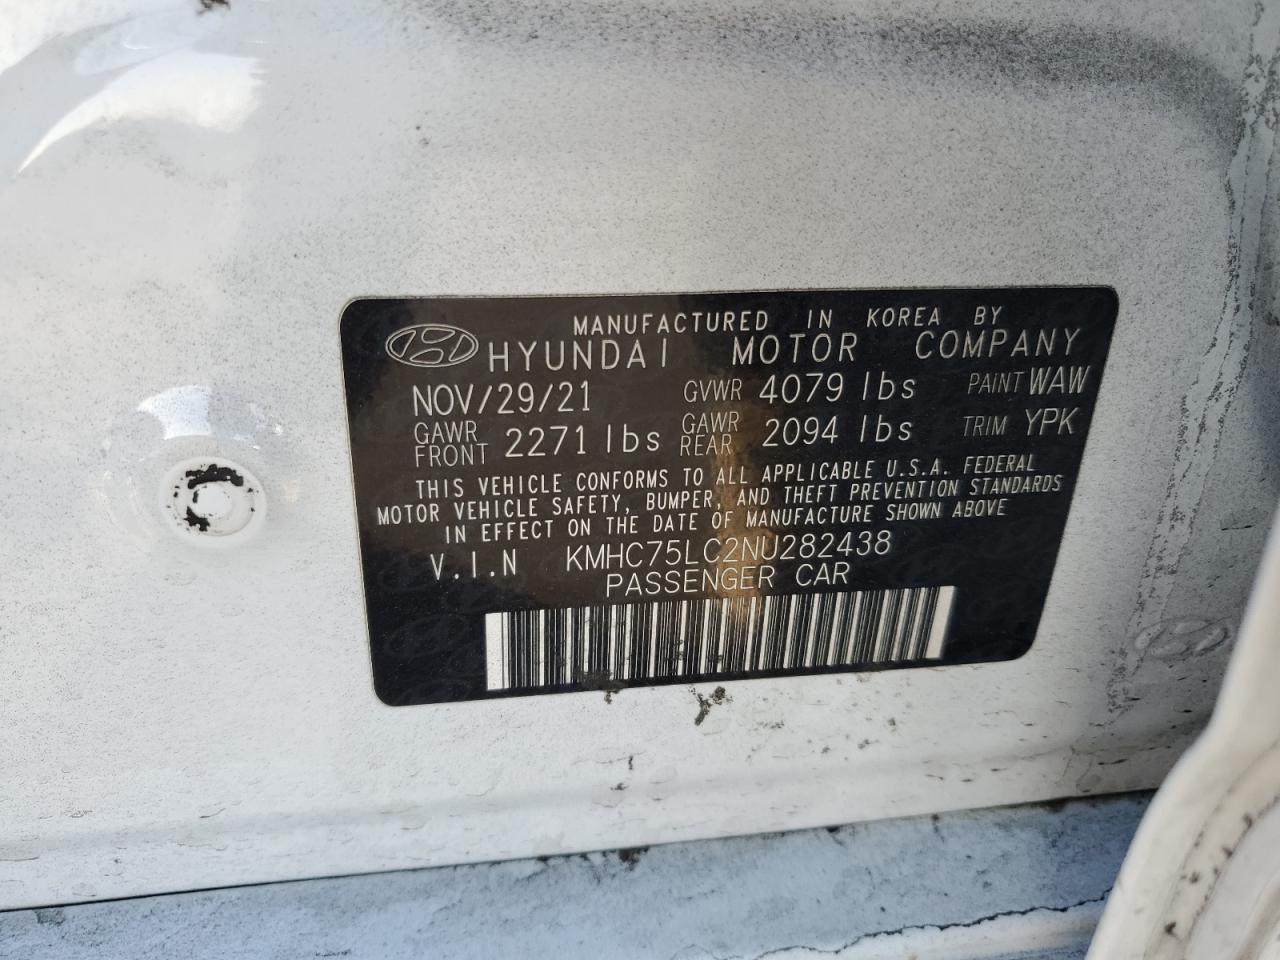 MANUFACTURED IN KOREA BY
HYUNDAI MOTOR COMPANY
NOV/29/21 GVWR 4079 lbs PAINT WAW
GAWR FRONT 2271 lbs GAWR REAR 2094 lbs TRIM YPK
THIS VEHICLE CONFORMS TO ALL APPLICABLE U.S.A. FEDERAL
MOTOR VEHICLE SAFETY, BUMPER, AND THEFT PREVENTION STANDARDS
IN EFFECT ON THE DATE OF MANUFACTURE SHOWN ABOVE
V.I.N KMHC75LC2NU282438
PASSENGER CAR